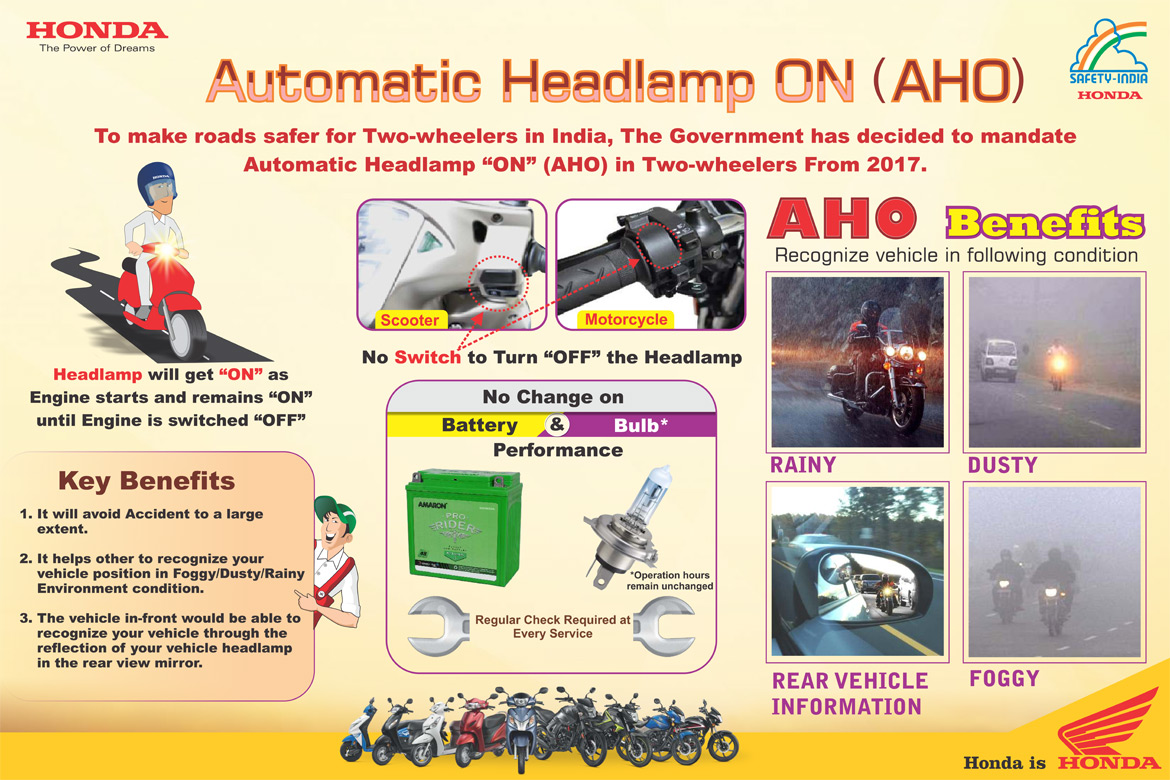 HONDA
The Power of Dreams
SAFETY-INDIA
HONDA
Automatic Headlamp ON (AHO)
To make roads safer for Two-wheelers in India, The Government has decided to mandate
Automatic Headlamp “ON” (AHO) in Two-wheelers From 2017.
HONDA
Headlamp will get “ON” as
Engine starts and remains “ON”
until Engine is switched “OFF”
Key Benefits
1. It will avoid Accident to a large
extent.
2. It helps other to recognize your
vehicle position in Foggy/Dusty/Rainy
Environment condition.
3. The vehicle in-front would be able to
recognize your vehicle through the
reflection of your vehicle headlamp
in the rear view mirror.
Scooter
Motorcycle
No Switch to Turn “OFF” the Headlamp
No Change on
Battery & Bulb*
Performance
AMARON
PRO
RIDER
*Operation hours
remain unchanged
Regular Check Required at
Every Service
AHO Benefits
Recognize vehicle in following condition
RAINY
DUSTY
REAR VEHICLE
INFORMATION
FOGGY
Honda is HONDA